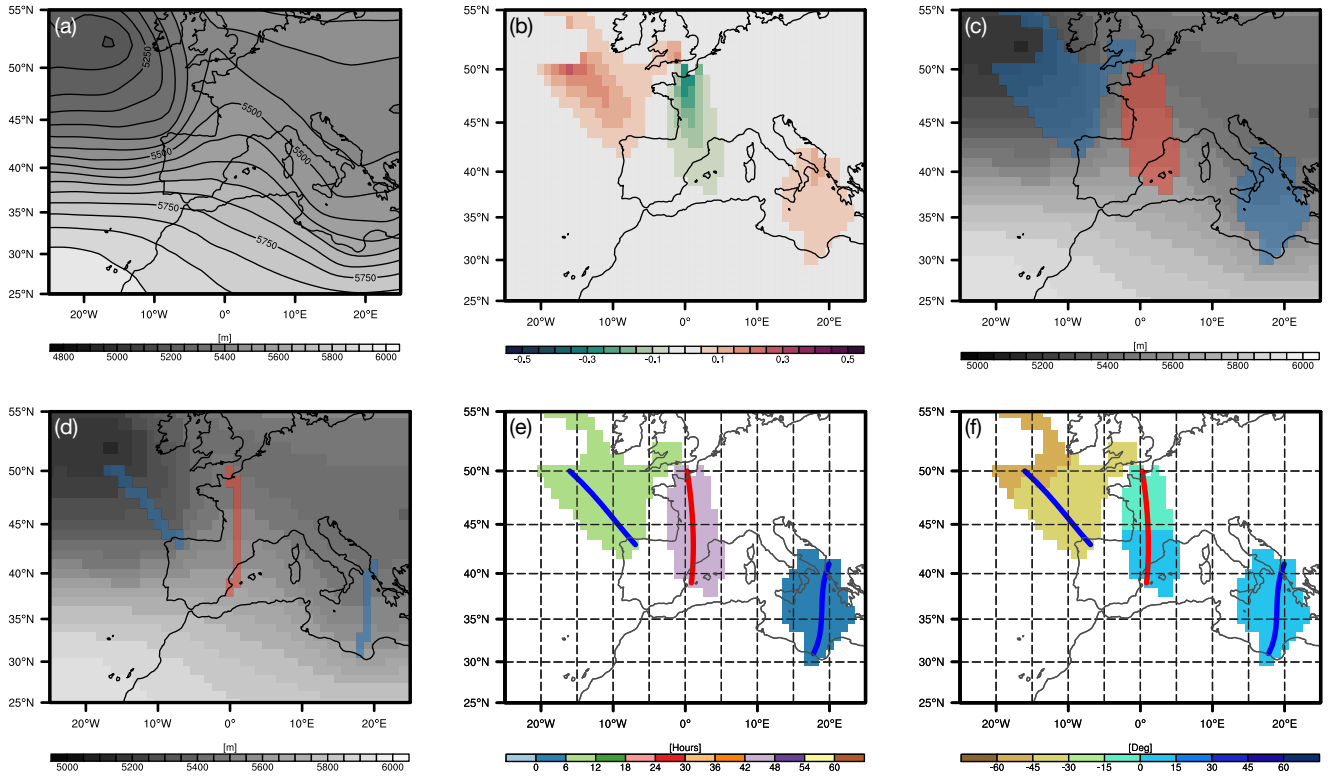 (a)
55°N
50°N
45°N
40°N
35°N
30°N
25°N
5250
5500
5500
5500
5750
5750
5750
20°W 10°W 0° 10°E 20°E
[m]
4800 5000 5200 5400 5600 5800 6000
(b)
55°N
50°N
45°N
40°N
35°N
30°N
25°N
20°W 10°W 0° 10°E 20°E
-0.5 -0.3 -0.1 0.1 0.3 0.5
(c)
55°N
50°N
45°N
40°N
35°N
30°N
25°N
20°W 10°W 0° 10°E 20°E
[m]
5000 5200 5400 5600 5800 6000
(d)
55°N
50°N
45°N
40°N
35°N
30°N
25°N
20°W 10°W 0° 10°E 20°E
[m]
5000 5200 5400 5600 5800 6000
(e)
55°N
50°N
45°N
40°N
35°N
30°N
25°N
20°W 10°W 0° 10°E 20°E
[Hours]
0 6 12 18 24 30 36 42 48 54 60
(f)
55°N
50°N
45°N
40°N
35°N
30°N
25°N
20°W 10°W 0° 10°E 20°E
[Deg]
-60 -45 -30 -15 0 15 30 45 60